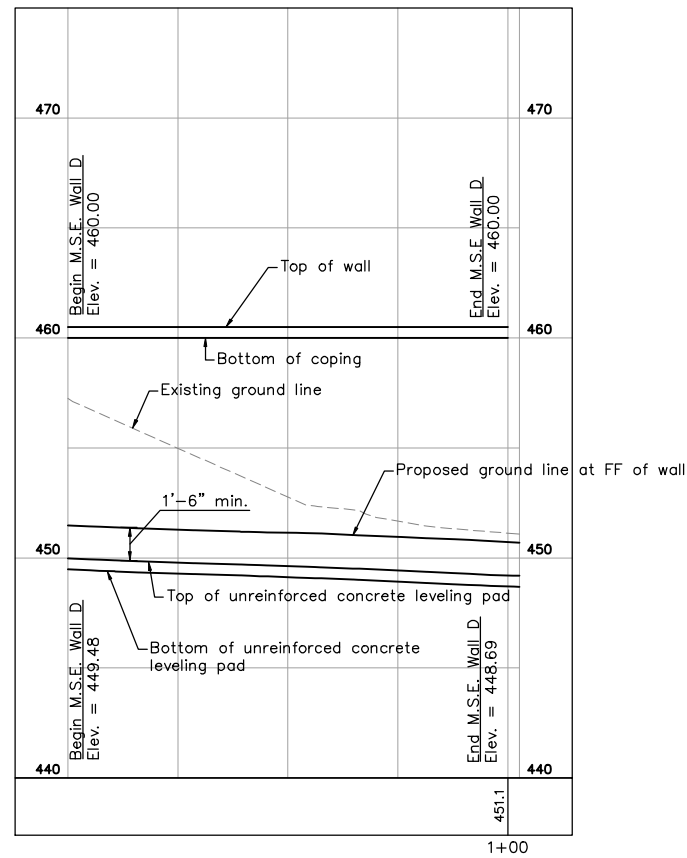 470
470
Begin M.S.E. Wall D
Elev. = 460.00
End M.S.E. Wall D
Elev. = 460.00
Top of wall
460
460
Bottom of coping
Existing ground line
Proposed ground line at FF of wall
1'-6" min.
450
450
Top of unreinforced concrete leveling pad
Bottom of unreinforced concrete
leveling pad
Begin M.S.E. Wall D
Elev. = 449.48
End M.S.E. Wall D
Elev. = 448.69
440
440
451.1
1+00